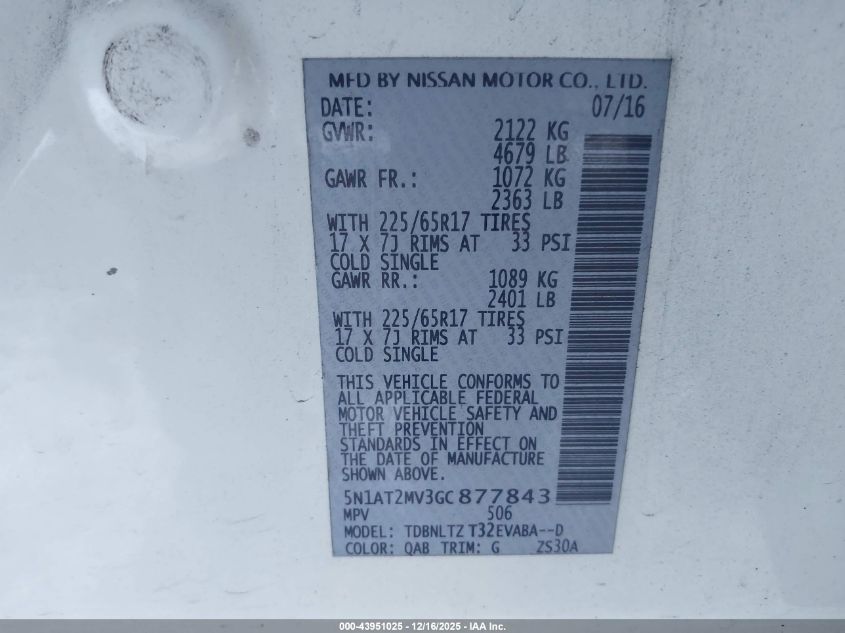 MFD BY NISSAN MOTOR CO., LTD.
DATE: 07/16
GVWR: 2122 KG
4679 LB
GAWR FR.: 1072 KG
2363 LB
WITH 225/65R17 TIRES
17 X 7J RIMS AT 33 PSI
COLD SINGLE
GAWR RR.: 1089 KG
2401 LB
WITH 225/65R17 TIRES
17 X 7J RIMS AT 33 PSI
COLD SINGLE
THIS VEHICLE CONFORMS TO
ALL APPLICABLE FEDERAL
MOTOR VEHICLE SAFETY AND
THEFT PREVENTION
STANDARDS IN EFFECT ON
THE DATE OF MANUFACTURE
SHOWN ABOVE.
5N1AT2MV3GC877843
MPV 506
MODEL: TDBNLTZ T32EVABA--D
COLOR: QAB TRIM: G ZS30A
000-43951025 - 12/16/2025 - IAA Inc.